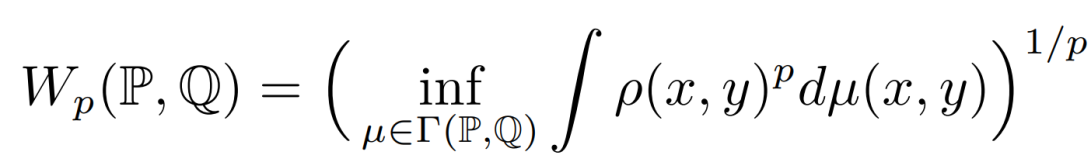 W_p(ℙ, ℚ) = ( inf_{μ∈Γ(ℙ,ℚ)} ∫ ρ(x, y)^p dμ(x, y) )^{1/p}